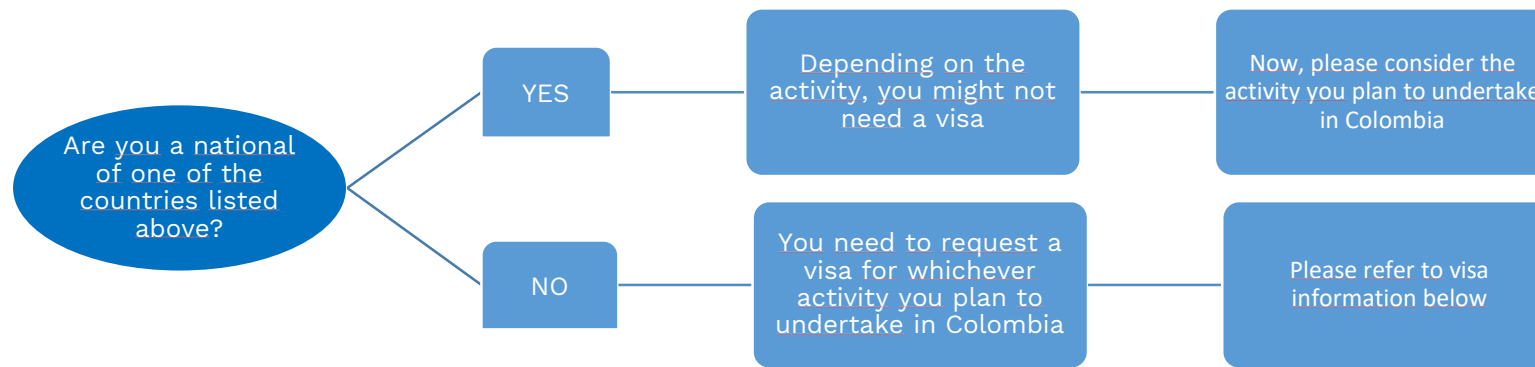 Are you a national
of one of the
countries listed
above?
YES
Depending on the
activity, you might not
need a visa
Now, please consider the
activity you plan to undertake
in Colombia
NO
You need to request a
visa for whichever
activity you plan to
undertake in Colombia
Please refer to visa
information below